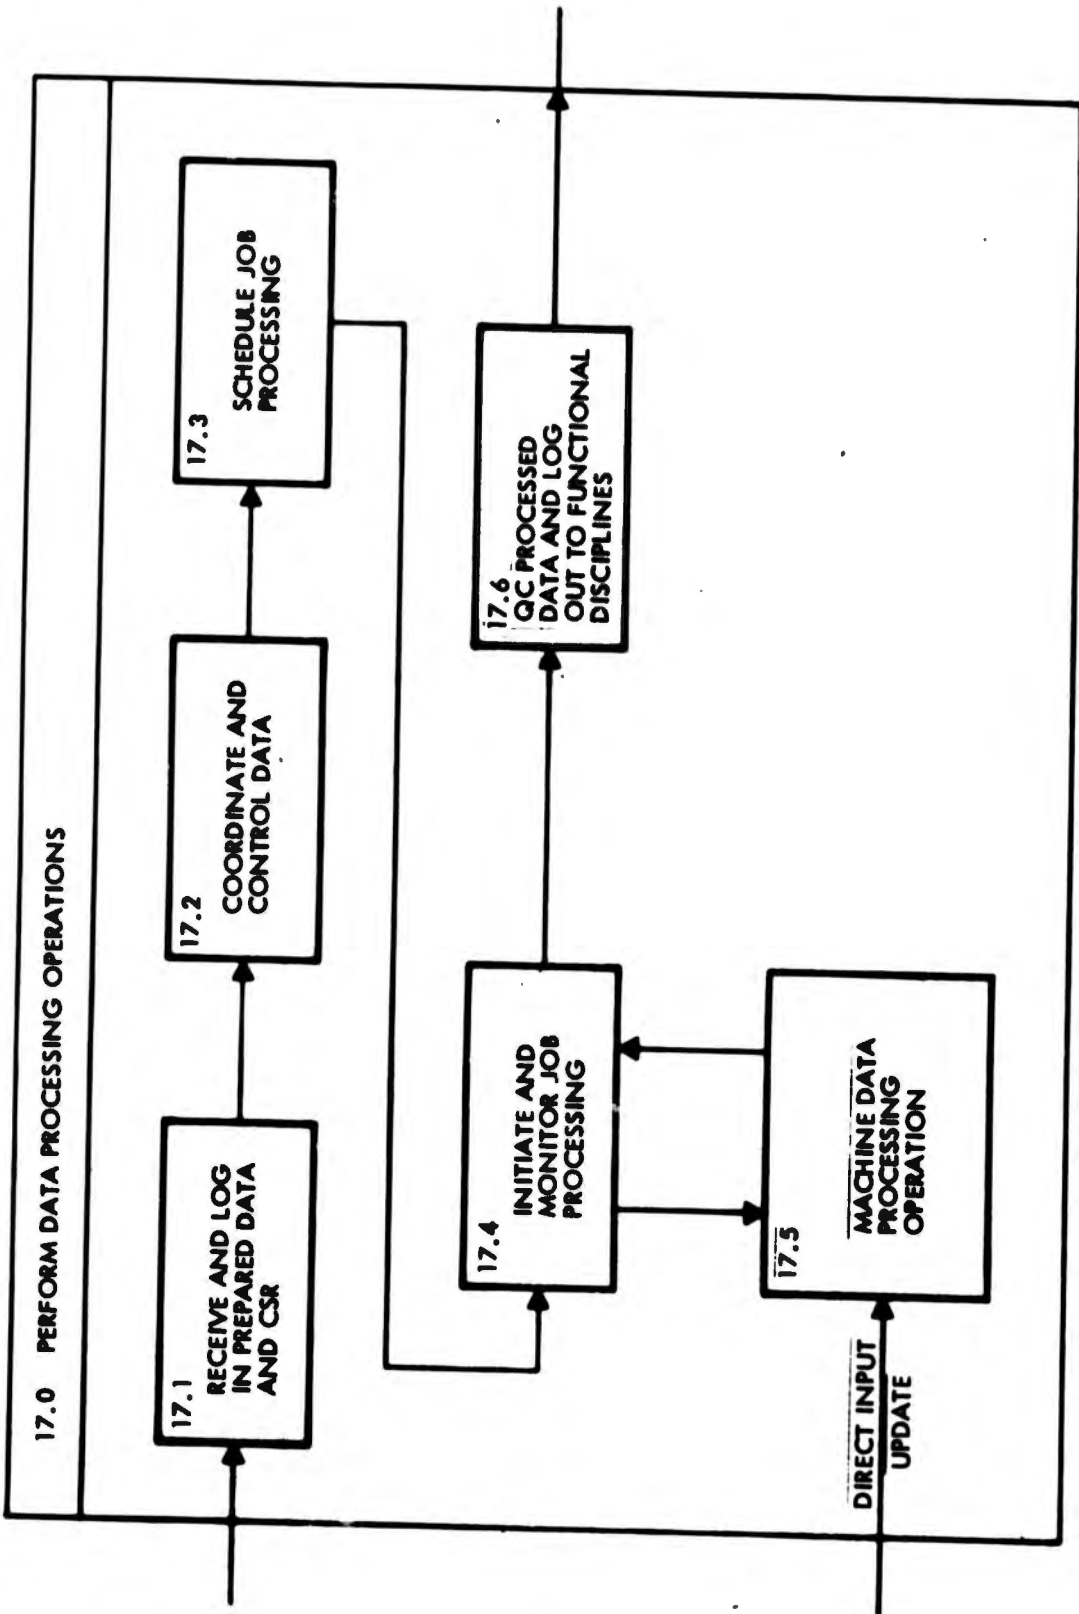 17.0 PERFORM DATA PROCESSING OPERATIONS
17.1
RECEIVE AND LOG
IN PREPARED DATA
AND CSR
17.2
COORDINATE AND
CONTROL DATA
17.3
SCHEDULE JOB
PROCESSING
17.4
INITIATE AND
MONITOR JOB
PROCESSING
17.6
QC PROCESSED
DATA AND LOG
OUT TO FUNCTIONAL
DISCIPLINES
DIRECT INPUT
UPDATE
17.5
MACHINE DATA
PROCESSING
OPERATION